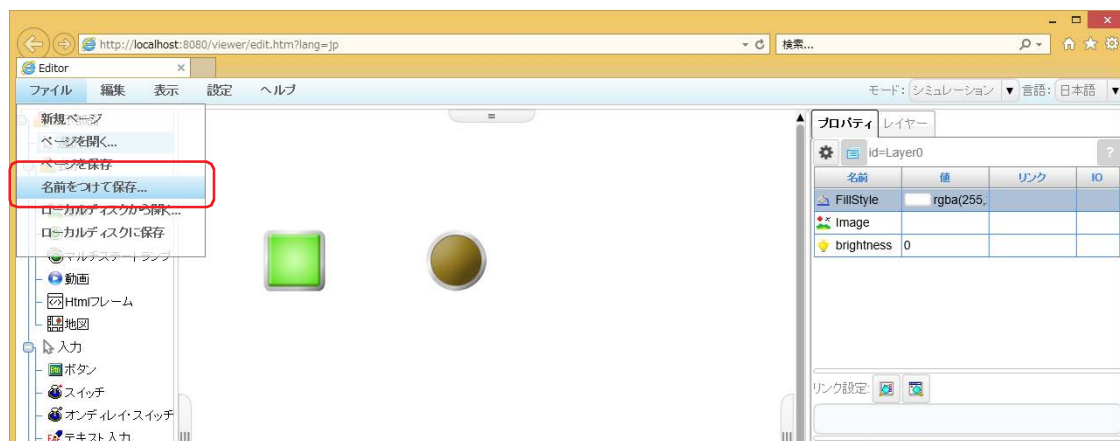 http://localhost:8080/viewer/edit.htm?lang=jp
検索...
Editor
ファイル 編集 表示 設定 ヘルプ
モード: シミュレーション 言語: 日本語
新規ページ
ページを開く...
ページを保存
名前をつけて保存...
ローカルディスクから開く...
ローカルディスクに保存
マルチステートランプ
動画
Htmlフレーム
地図
入力
ボタン
スイッチ
オンディレイ・スイッチ
テキスト入力
プロパティ レイヤー
id=Layer0
?
名前 値 リンク IO
FillStyle rgba(255,
Image
brightness 0
リンク設定: